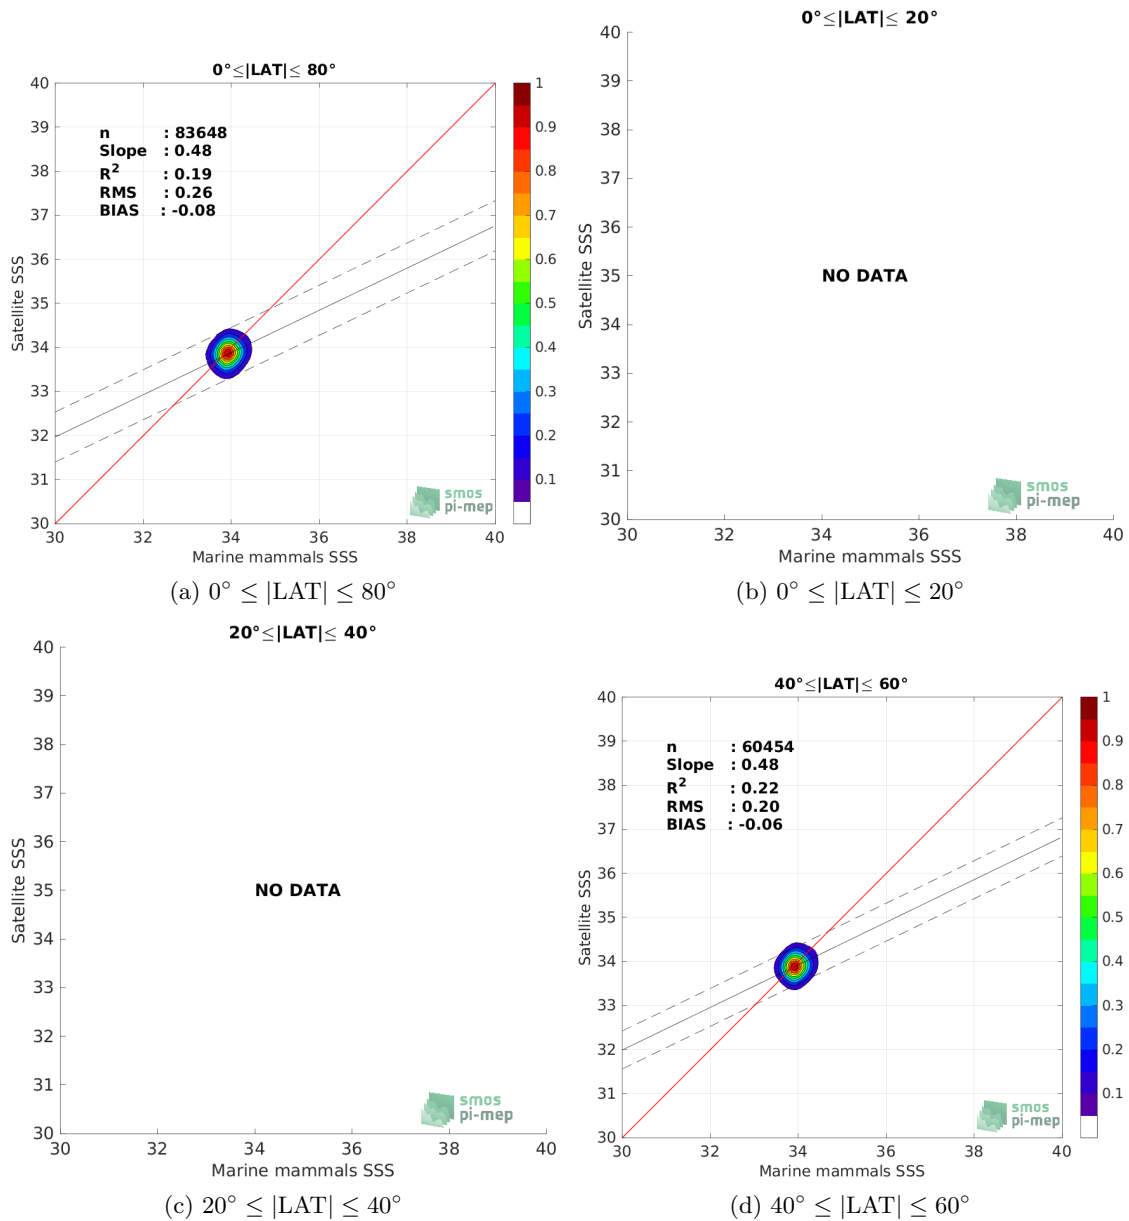 0°≤|LAT|≤ 80°
40
39
38
37
36
35
34
33
32
31
30
n : 83648
Slope : 0.48
R² : 0.19
RMS : 0.26
BIAS : -0.08
Satellite SSS
30 32 34 36 38 40
Marine mammals SSS
1
0.9
0.8
0.7
0.6
0.5
0.4
0.3
0.2
0.1
smos
pi-mep
(a) 0° ≤ |LAT| ≤ 80°
0°≤|LAT|≤ 20°
40
39
38
37
36
35
34
33
32
31
30
NO DATA
Satellite SSS
30 32 34 36 38 40
Marine mammals SSS
smos
pi-mep
(b) 0° ≤ |LAT| ≤ 20°
20°≤|LAT|≤ 40°
40
39
38
37
36
35
34
33
32
31
30
NO DATA
Satellite SSS
30 32 34 36 38 40
Marine mammals SSS
smos
pi-mep
(c) 20° ≤ |LAT| ≤ 40°
40°≤|LAT|≤ 60°
40
39
38
37
36
35
34
33
32
31
30
n : 60454
Slope : 0.48
R² : 0.22
RMS : 0.20
BIAS : -0.06
Satellite SSS
30 32 34 36 38 40
Marine mammals SSS
1
0.9
0.8
0.7
0.6
0.5
0.4
0.3
0.2
0.1
smos
pi-mep
(d) 40° ≤ |LAT| ≤ 60°